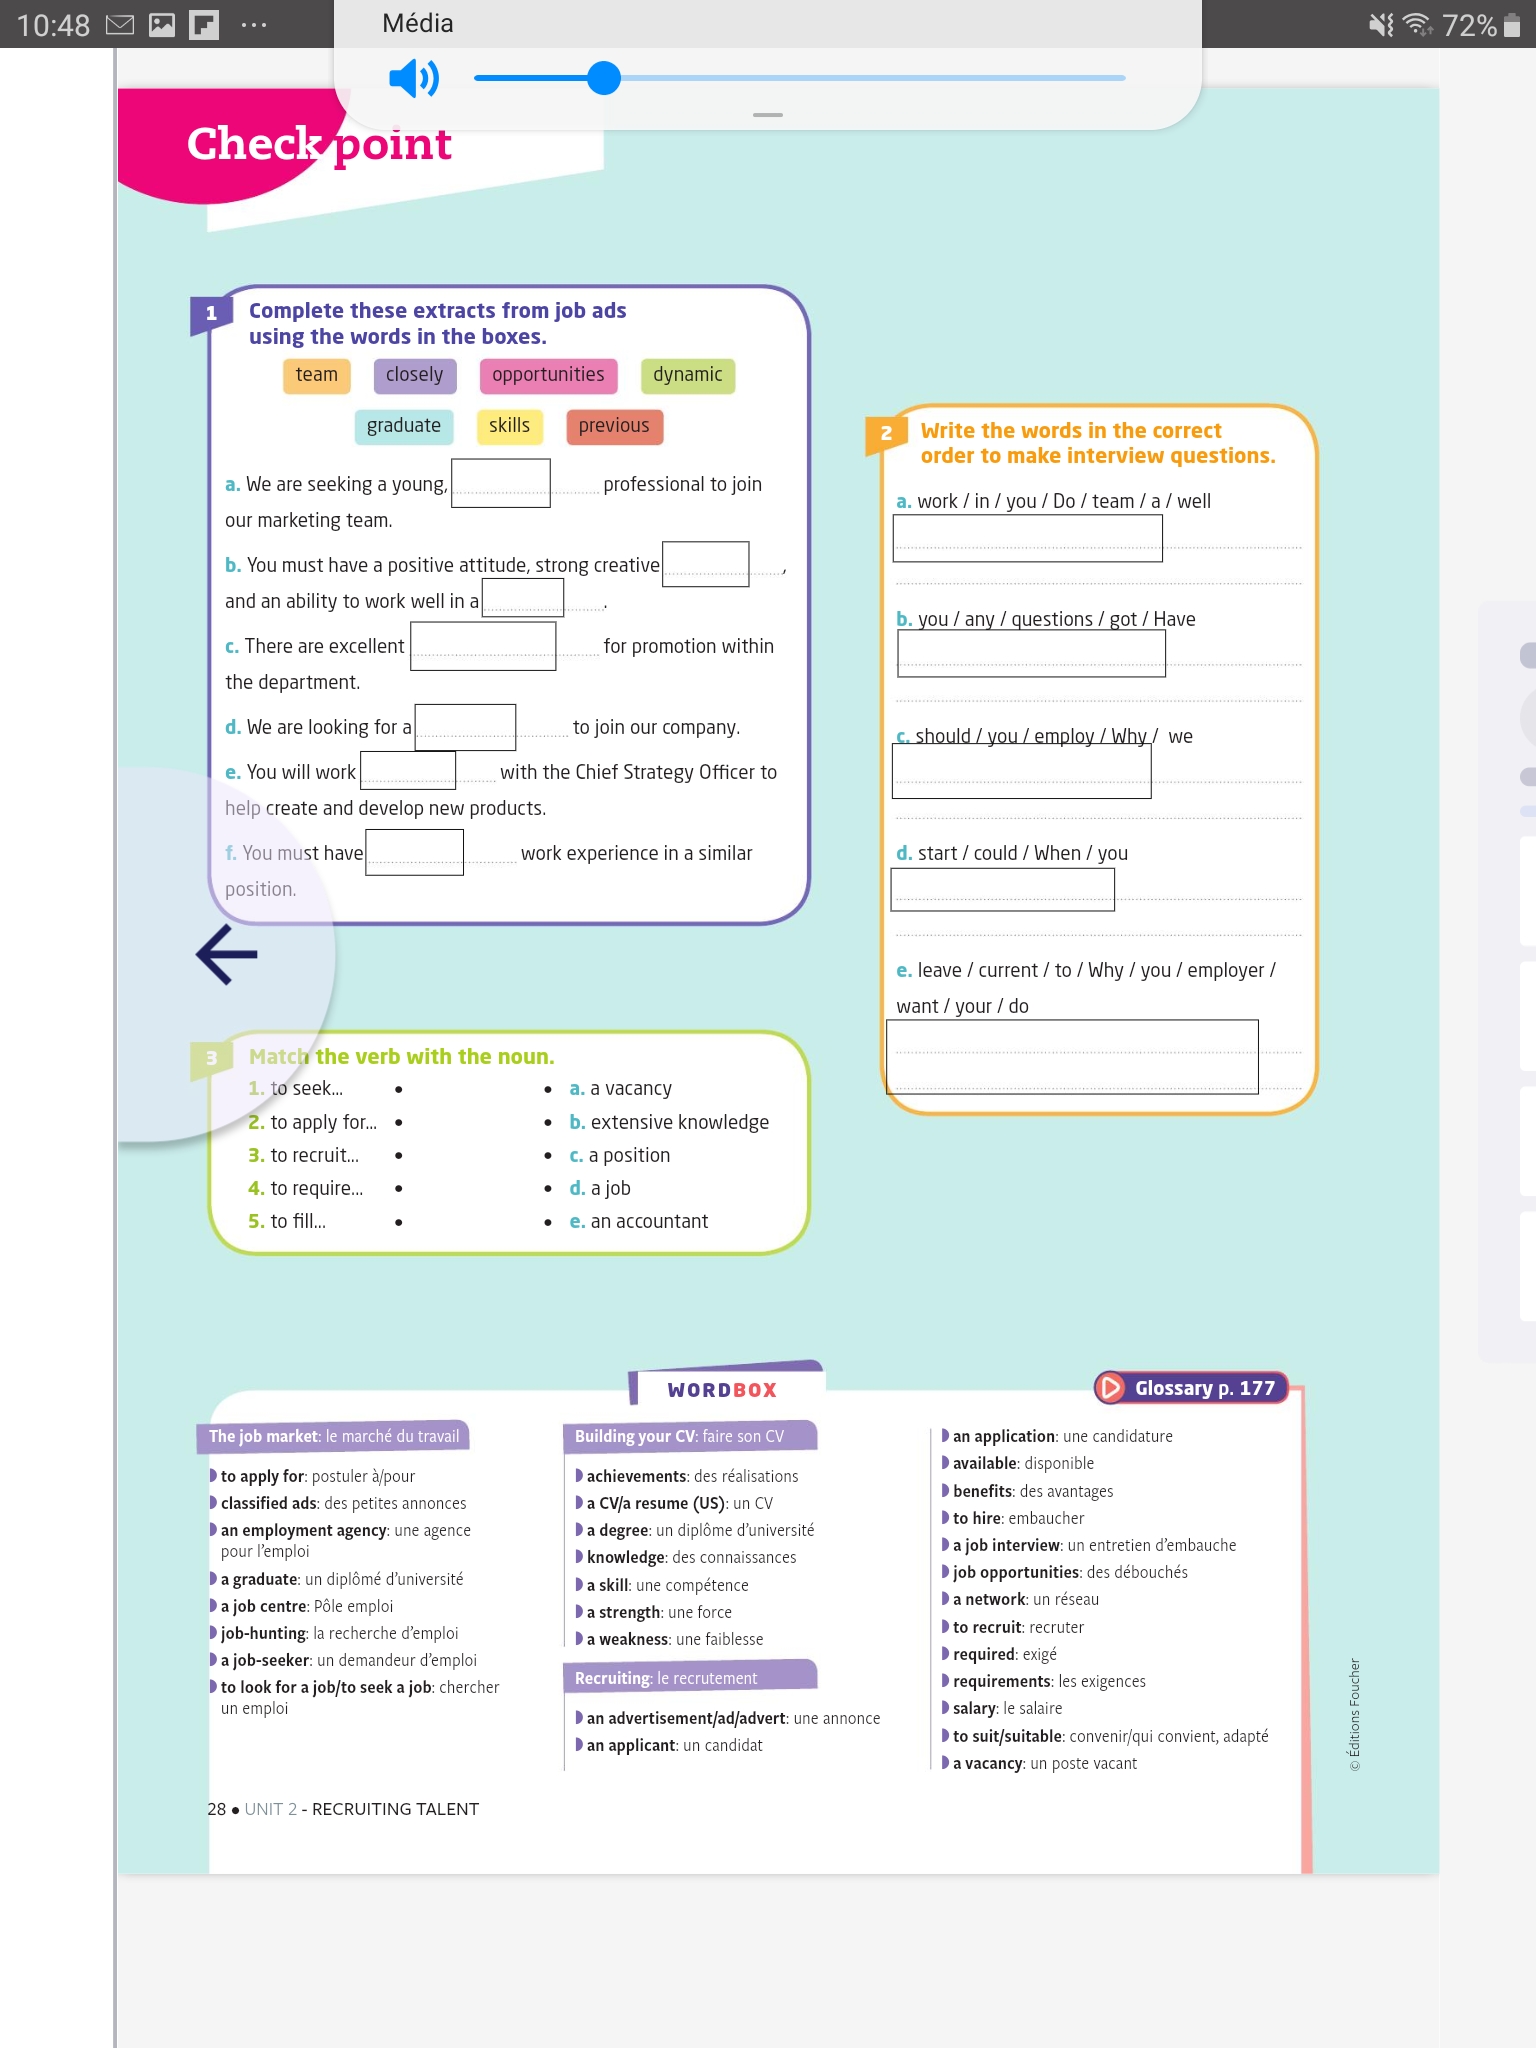 10:48
72%
Média
Checkpoint
1 Complete these extracts from job ads
using the words in the boxes.
team closely opportunities dynamic
graduate skills previous
a. We are seeking a young, professional to join
our marketing team.
b. You must have a positive attitude, strong creative ,
and an ability to work well in a .
c. There are excellent for promotion within
the department.
d. We are looking for a to join our company.
e. You will work with the Chief Strategy Officer to
help create and develop new products.
f. You must have work experience in a similar
position.
2 Write the words in the correct
order to make interview questions.
a. work / in / you / Do / team / a / well
b. you / any / questions / got / Have
c. should / you / employ / Why / we
d. start / could / When / you
e. leave / current / to / Why / you / employer /
want / your / do
3 Match the verb with the noun.
1. to seek... • • a. a vacancy
2. to apply for... • • b. extensive knowledge
3. to recruit... • • c. a position
4. to require... • • d. a job
5. to fill... • • e. an accountant
WORDBOX
Glossary p. 177
The job market: le marché du travail
to apply for: postuler à/pour
classified ads: des petites annonces
an employment agency: une agence
pour l'emploi
a graduate: un diplômé d'université
a job centre: Pôle emploi
job-hunting: la recherche d'emploi
a job-seeker: un demandeur d'emploi
to look for a job/to seek a job: chercher
un emploi
Building your CV: faire son CV
achievements: des réalisations
a CV/a resume (US): un CV
a degree: un diplôme d'université
knowledge: des connaissances
a skill: une compétence
a strength: une force
a weakness: une faiblesse
Recruiting: le recrutement
an advertisement/ad/advert: une annonce
an applicant: un candidat
an application: une candidature
available: disponible
benefits: des avantages
to hire: embaucher
a job interview: un entretien d'embauche
job opportunities: des débouchés
a network: un réseau
to recruit: recruter
required: exigé
requirements: les exigences
salary: le salaire
to suit/suitable: convenir/qui convient, adapté
a vacancy: un poste vacant
© Éditions Foucher
28 • UNIT 2 - RECRUITING TALENT